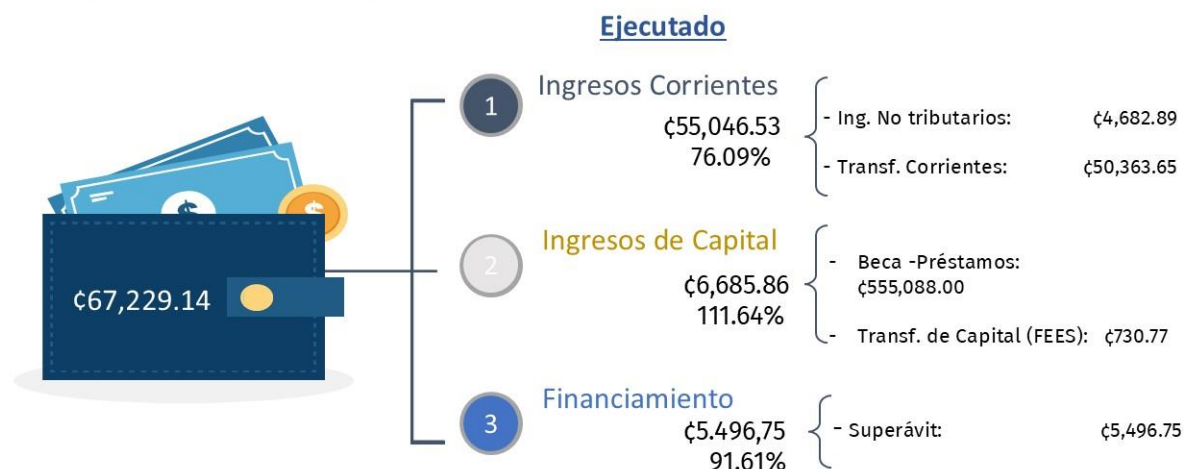 Ejecutado
1
Ingresos Corrientes
₵55,046.53
76.09%
- Ing. No tributarios: ₵4,682.89
- Transf. Corrientes: ₵50,363.65
₵67,229.14
2
Ingresos de Capital
₵6,685.86
111.64%
- Beca -Préstamos:
₵555,088.00
- Transf. de Capital (FEES): ₵730.77
3
Financiamiento
₵5.496,75
91.61%
- Superávit: ₵5,496.75
$
$